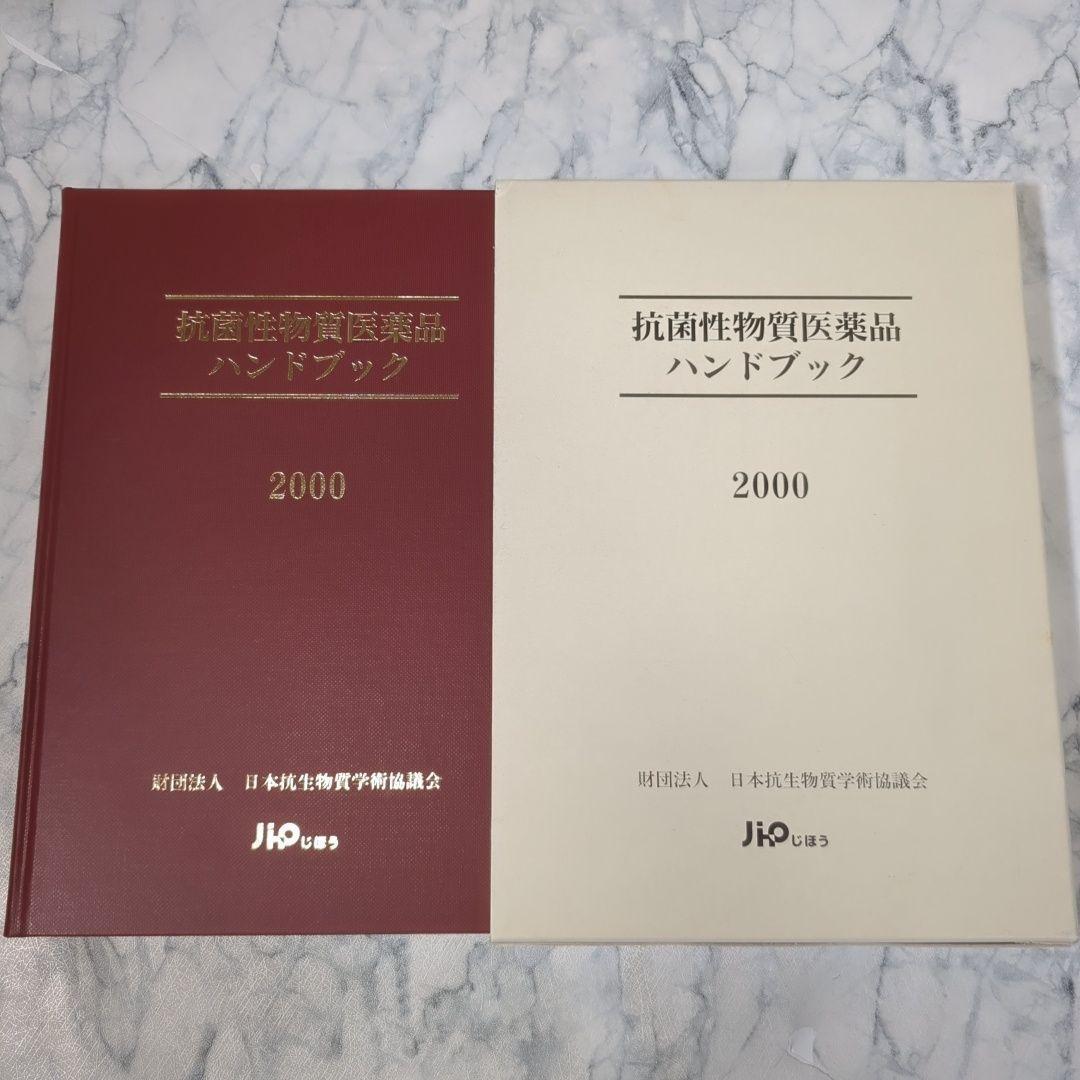 抗菌性物質医薬品
ハンドブック
2000
財団法人　日本抗生物質学術協議会
Jiho じほう
抗菌性物質医薬品
ハンドブック
2000
財団法人　日本抗生物質学術協議会
Jiho じほう